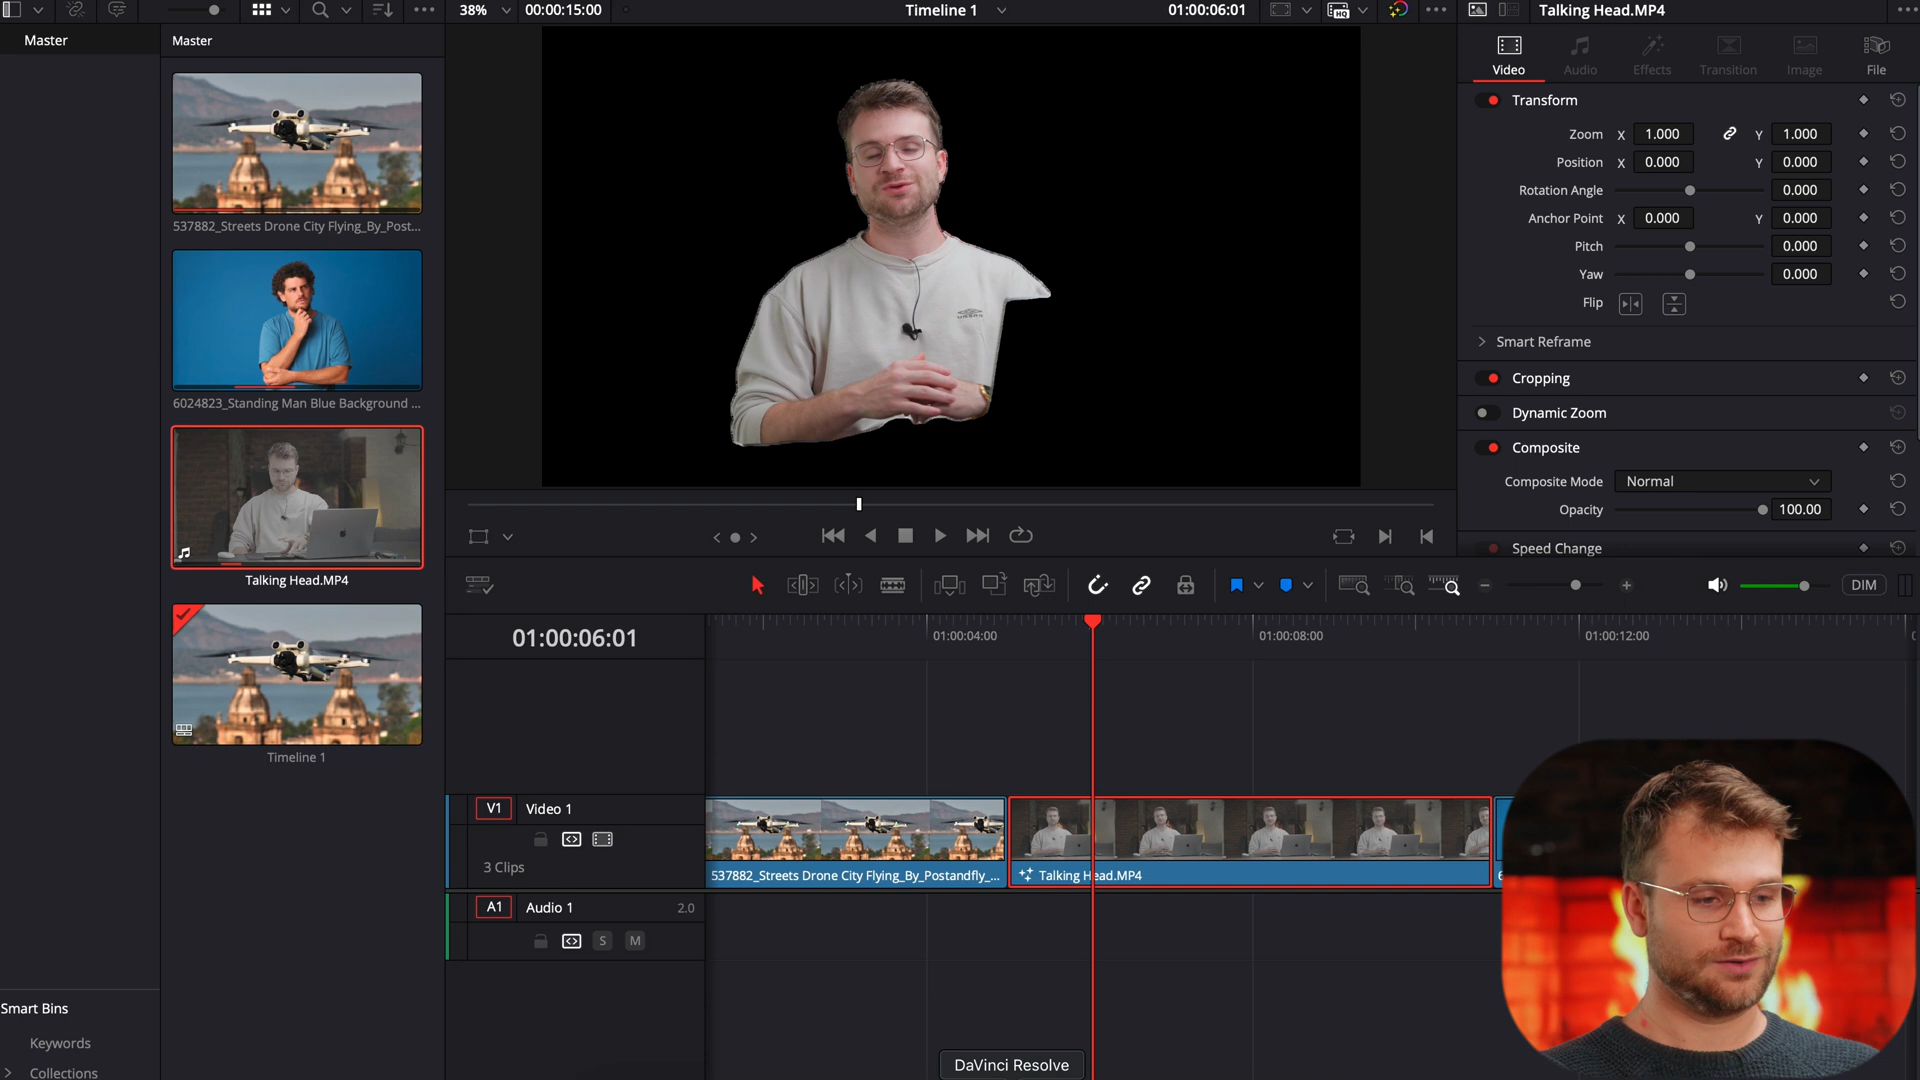 38%
00:00:15:00
Timeline 1
01:00:06:01
HQ
Talking Head.MP4
Master
Master
Video
Audio
Effects
Transition
Image
File
537882_Streets Drone City Flying_By_Post...
6024823_Standing Man Blue Background ...
Talking Head.MP4
Timeline 1
Transform
Zoom X 1.000 Y 1.000
Position X 0.000 Y 0.000
Rotation Angle 0.000
Anchor Point X 0.000 Y 0.000
Pitch 0.000
Yaw 0.000
Flip
Smart Reframe
Cropping
Dynamic Zoom
Composite
Composite Mode Normal
Opacity 100.00
Speed Change
DIM
01:00:06:01
01:00:04:00
01:00:08:00
01:00:12:00
V1 Video 1
3 Clips
537882_Streets Drone City Flying_By_Postandfly_...
Talking Head.MP4
A1 Audio 1 2.0
S M
Smart Bins
Keywords
Collections
DaVinci Resolve